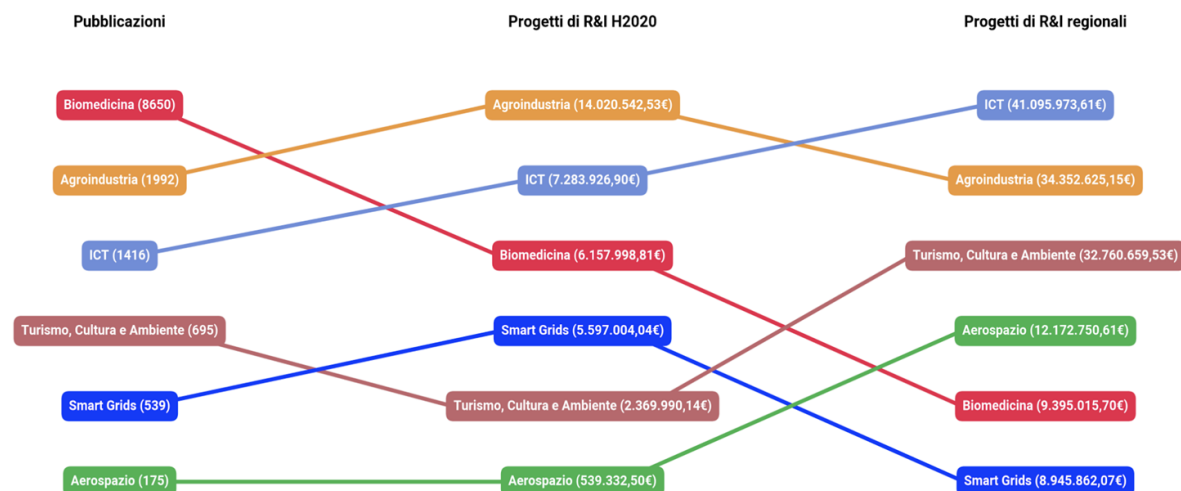 Pubblicazioni
Progetti di R&I H2020
Progetti di R&I regionali
Biomedicina (8650)
Agroindustria (14.020.542,53€)
ICT (41.095.973,61€)
Agroindustria (1992)
ICT (7.283.926,90€)
Agroindustria (34.352.625,15€)
ICT (1416)
Biomedicina (6.157.998,81€)
Turismo, Cultura e Ambiente (32.760.659,53€)
Turismo, Cultura e Ambiente (695)
Smart Grids (5.597.004,04€)
Aerospazio (12.172.750,61€)
Smart Grids (539)
Turismo, Cultura e Ambiente (2.369.990,14€)
Biomedicina (9.395.015,70€)
Aerospazio (175)
Aerospazio (539.332,50€)
Smart Grids (8.945.862,07€)